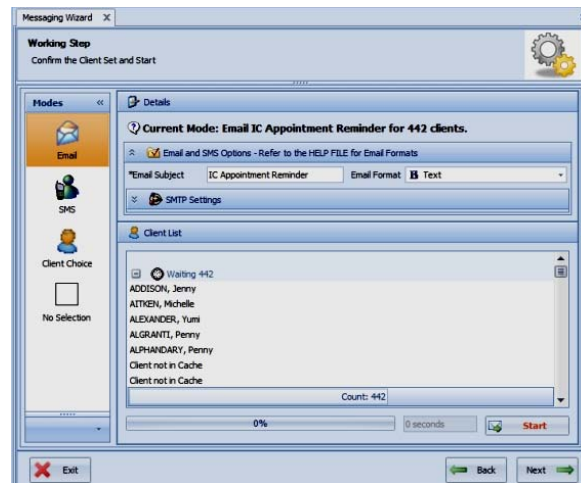 Messaging Wizard X
Working Step
Confirm the Client Set and Start
Modes «
Email
SMS
Client Choice
No Selection
Details
Current Mode: Email IC Appointment Reminder for 442 clients.
Email and SMS Options - Refer to the HELP FILE for Email Formats
*Email Subject IC Appointment Reminder Email Format B Text
SMTP Settings
Client List
Waiting 442
ADDISON, Jenny
AITKEN, Michelle
ALEXANDER, Yumi
ALGRANTI, Penny
ALPHANDARY, Penny
Client not in Cache
Client not in Cache
Count: 442
0% 0 seconds Start
Exit Back Next